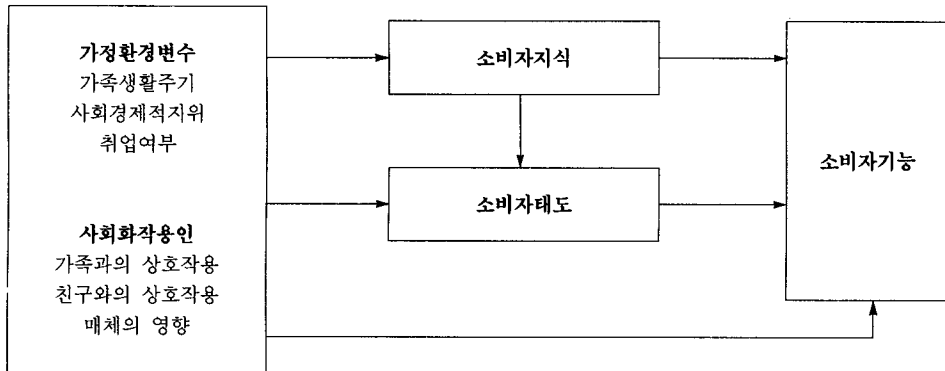 가정환경변수
가족생활주기
사회경제적지위
취업여부
사회화작용인
가족과의 상호작용
친구와의 상호작용
매체의 영향
소비자지식
소비자태도
소비자기능